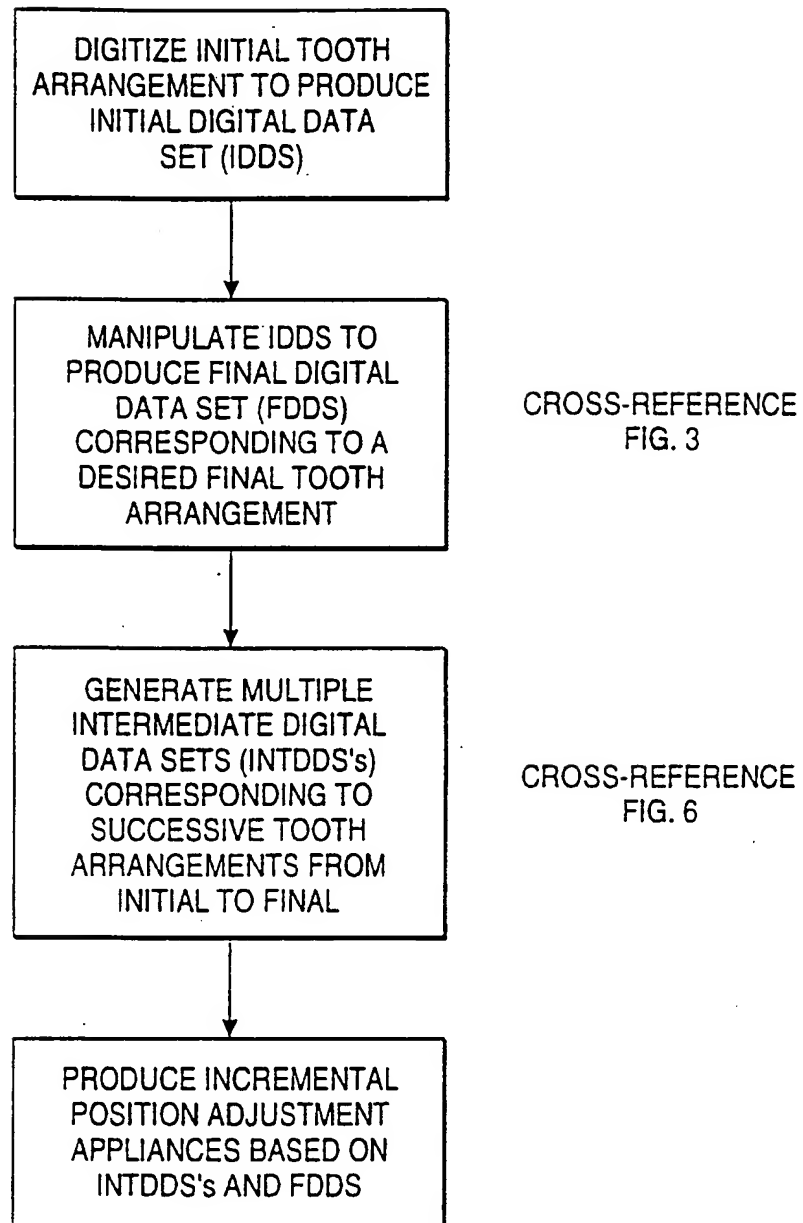 DIGITIZE INITIAL TOOTH
ARRANGEMENT TO PRODUCE
INITIAL DIGITAL DATA
SET (IDDS)
MANIPULATE IDDS TO
PRODUCE FINAL DIGITAL
DATA SET (FDDS)
CORRESPONDING TO A
DESIRED FINAL TOOTH
ARRANGEMENT
CROSS-REFERENCE
FIG. 3
GENERATE MULTIPLE
INTERMEDIATE DIGITAL
DATA SETS (INTDDS's)
CORRESPONDING TO
SUCCESSIVE TOOTH
ARRANGEMENTS FROM
INITIAL TO FINAL
CROSS-REFERENCE
FIG. 6
PRODUCE INCREMENTAL
POSITION ADJUSTMENT
APPLIANCES BASED ON
INTDDS's AND FDDS